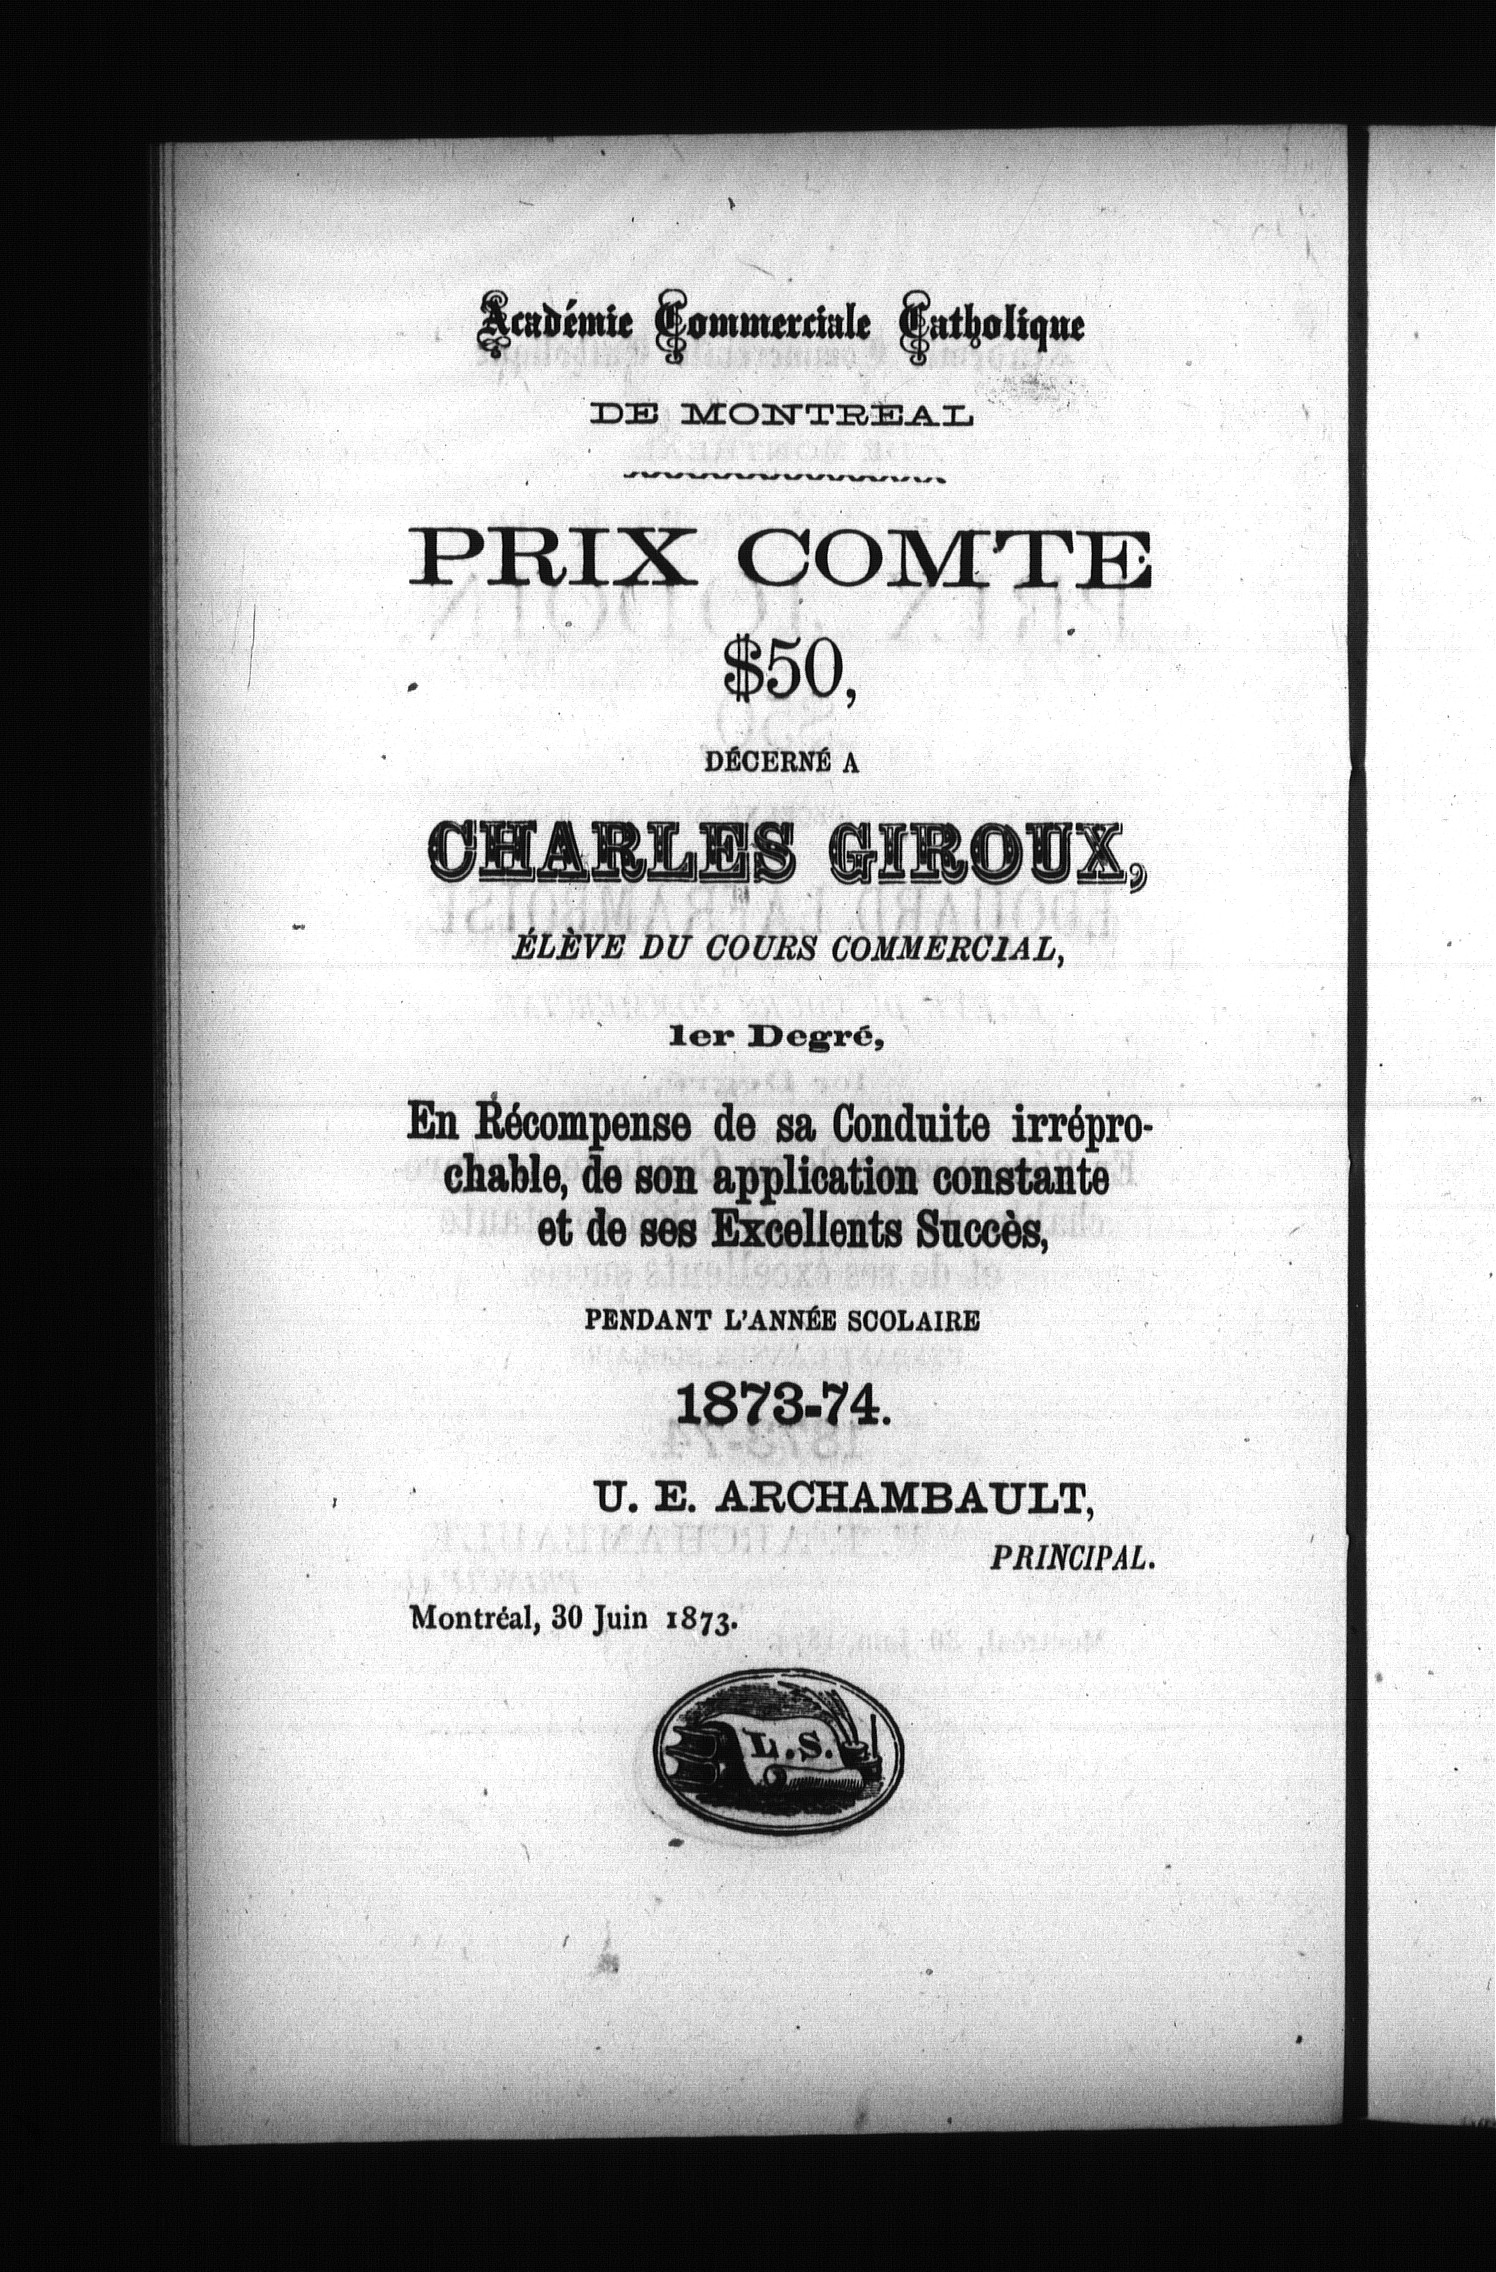 Académie Commerciale Catholique
DE MONTREAL
PRIX COMTE
$50,
DÉCERNÉ A
CHARLES GIROUX,
ÉLÈVE DU COURS COMMERCIAL,
1er Degré,
En Récompense de sa Conduite irrépro-
chable, de son application constante
et de ses Excellents Succès,
PENDANT L'ANNÉE SCOLAIRE
1873-74.
U. E. ARCHAMBAULT,
PRINCIPAL.
Montréal, 30 Juin 1873.
L.S.